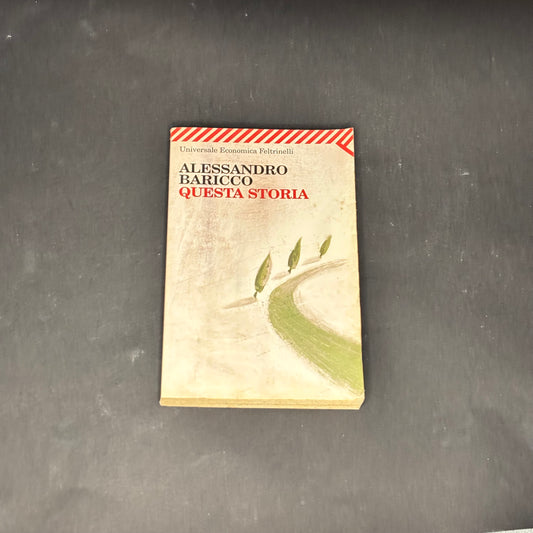 Universale Economica Feltrinelli
ALESSANDRO
BARICCO
QUESTA STORIA